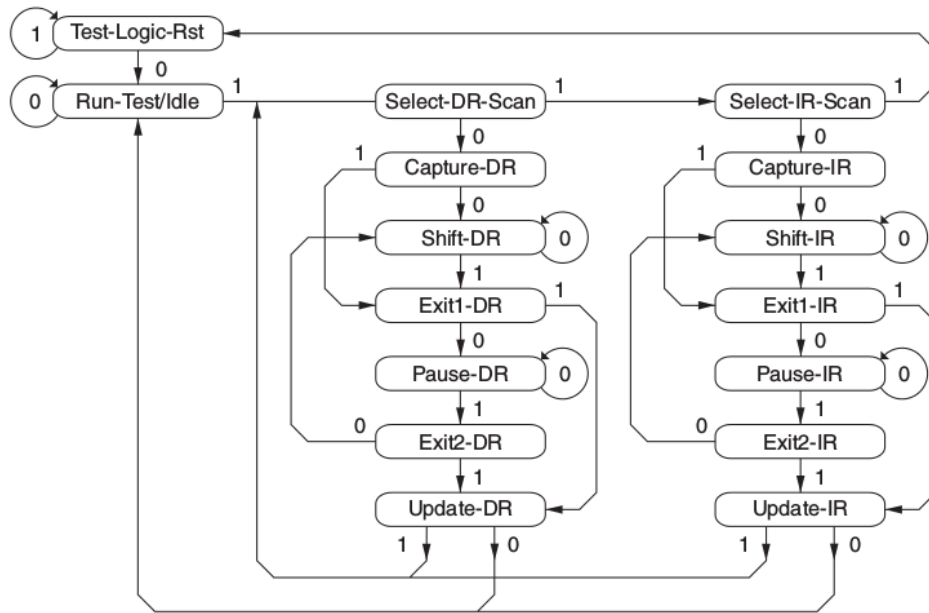 1 Test-Logic-Rst
0
0 Run-Test/Idle 1 Select-DR-Scan 1 Select-IR-Scan 1
0 0
1 Capture-DR 1 Capture-IR
0 0
Shift-DR 0 Shift-IR 0
1 1
Exit1-DR 1 Exit1-IR 1
0 0
Pause-DR 0 Pause-IR 0
1 1
0 Exit2-DR 0 Exit2-IR
1 1
Update-DR Update-IR
1 0 1 0